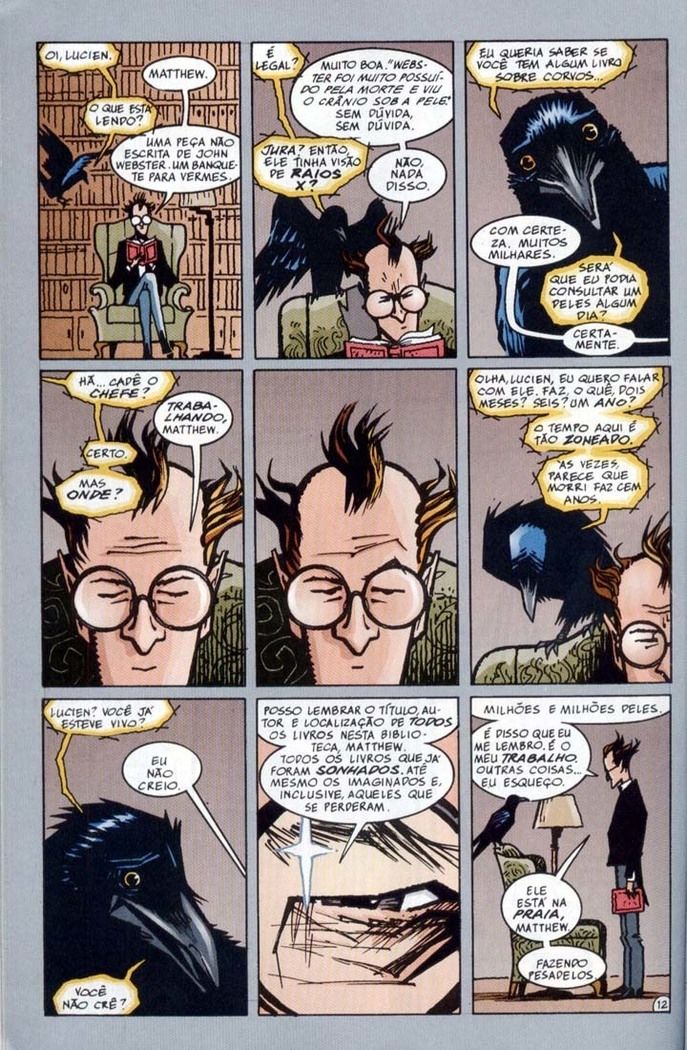 OI, LUCIEN.
MATTHEW.
O QUE ESTÁ
LENDO?
UMA PEÇA NÃO
ESCRITA DE JOHN
WEBSTER. UM BANQUE-
TE PARA VERMES.
É
LEGAL?
MUITO BOA. "WEBS-
TER FOI MUITO POSSUÍ-
DO PELA MORTE E VIU
O CRÂNIO SOB A PELE."
SEM DÚVIDA,
SEM DÚVIDA.
JURA? ENTÃO,
ELE TINHA VISÃO
DE RAIOS
X?
NÃO,
NADA
DISSO.
EU QUERIA SABER SE
VOCÊ TEM ALGUM LIVRO
SOBRE CORVOS...
COM CERTE-
ZA. MUITOS
MILHARES.
SERÁ
QUE EU PODIA
CONSULTAR UM
DELES ALGUM
DIA?
CERTA-
MENTE.
HÃ... CADÊ O
CHEFE?
TRABA-
LHANDO,
MATTHEW.
CERTO.
MAS
ONDE?
OLHA, LUCIEN, EU QUERO FALAR
COM ELE. FAZ, O QUÊ, DOIS
MESES? SEIS? UM ANO?
O TEMPO AQUI É
TÃO ZONEADO.
ÀS VEZES,
PARECE QUE
MORRI FAZ CEM
ANOS.
LUCIEN? VOCÊ JÁ
ESTEVE VIVO?
EU
NÃO
CREIO.
VOCÊ
NÃO CRÊ?
POSSO LEMBRAR O TÍTULO, AU-
TOR E LOCALIZAÇÃO DE TODOS
OS LIVROS NESTA BIBLIO-
TECA, MATTHEW.
TODOS OS LIVROS QUE JÁ
FORAM SONHADOS. ATÉ
MESMO OS IMAGINADOS E,
INCLUSIVE, AQUELES QUE
SE PERDERAM.
MILHÕES E MILHÕES DELES.
É DISSO QUE EU
ME LEMBRO. É O
MEU TRABALHO.
OUTRAS COISAS...
EU ESQUEÇO.
ELE
ESTÁ NA
PRAIA,
MATTHEW.
FAZENDO
PESADELOS.
12